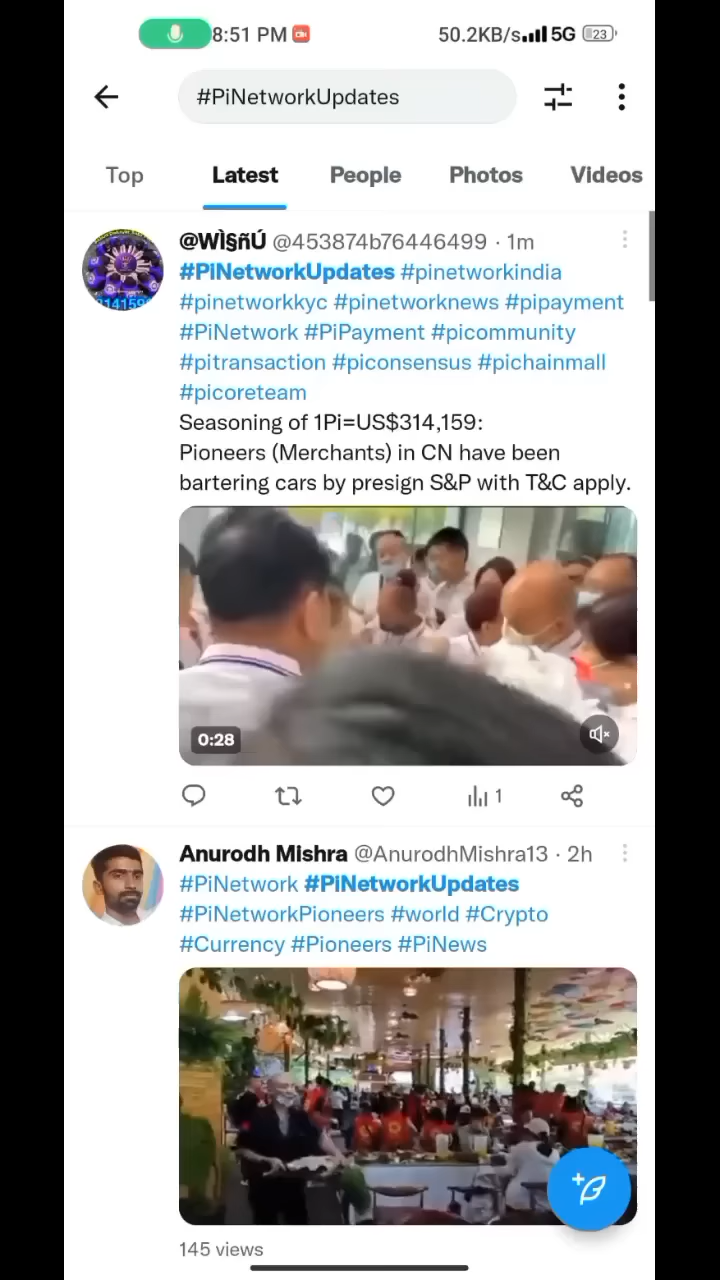 8:51 PM 50.2KB/s 5G 23
#PiNetworkUpdates
Top Latest People Photos Videos
@WÌ§ñÚ @453874b76446499 · 1m
#PiNetworkUpdates #pinetworkindia
#pinetworkkyc #pinetworknews #pipayment
#PiNetwork #PiPayment #picommunity
#pitransaction #piconsensus #pichainmall
#picoreteam
Seasoning of 1Pi=US$314,159:
Pioneers (Merchants) in CN have been
bartering cars by presign S&P with T&C apply.
0:28
1
Anurodh Mishra @AnurodhMishra13 · 2h
#PiNetwork #PiNetworkUpdates
#PiNetworkPioneers #world #Crypto
#Currency #Pioneers #PiNews
145 views